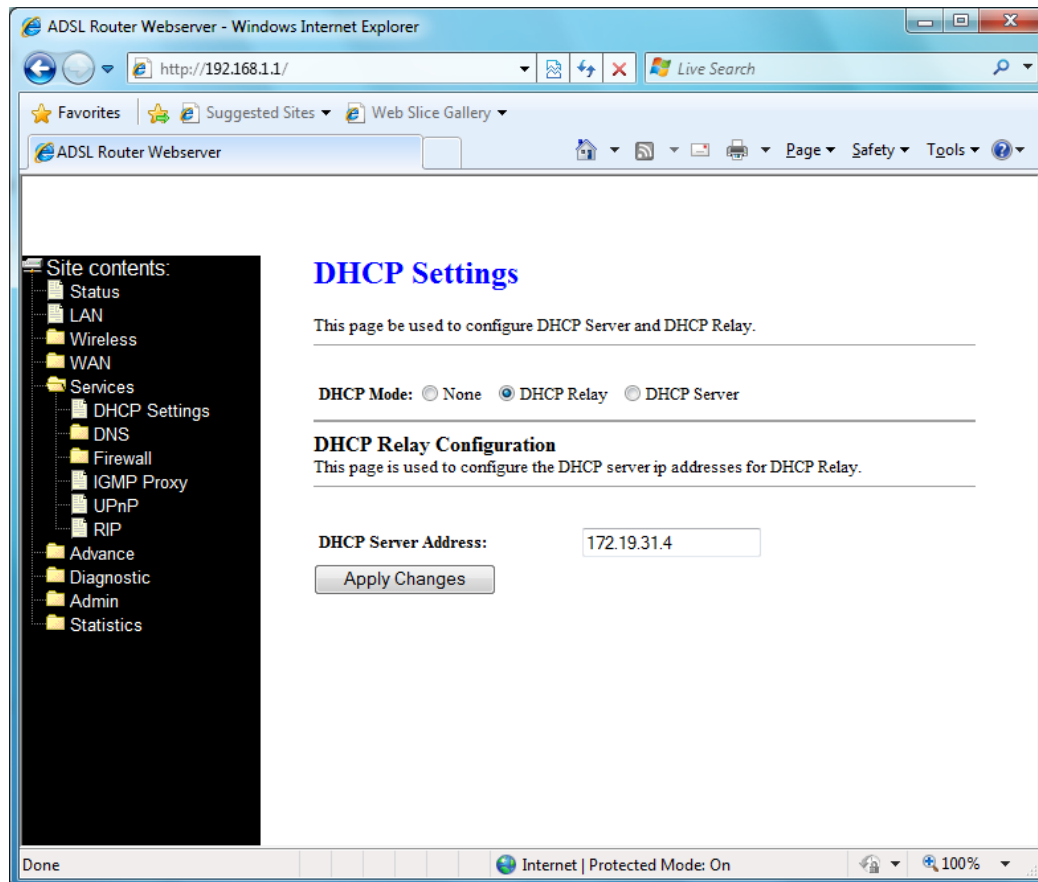 ADSL Router Webserver - Windows Internet Explorer
http://192.168.1.1/
Live Search
Favorites Suggested Sites Web Slice Gallery
ADSL Router Webserver
Page Safety Tools
Site contents:
Status
LAN
Wireless
WAN
Services
DHCP Settings
DNS
Firewall
IGMP Proxy
UPnP
RIP
Advance
Diagnostic
Admin
Statistics
DHCP Settings
This page be used to configure DHCP Server and DHCP Relay.
DHCP Mode: None DHCP Relay DHCP Server
DHCP Relay Configuration
This page is used to configure the DHCP server ip addresses for DHCP Relay.
DHCP Server Address: 172.19.31.4
Apply Changes
Done Internet | Protected Mode: On 100%